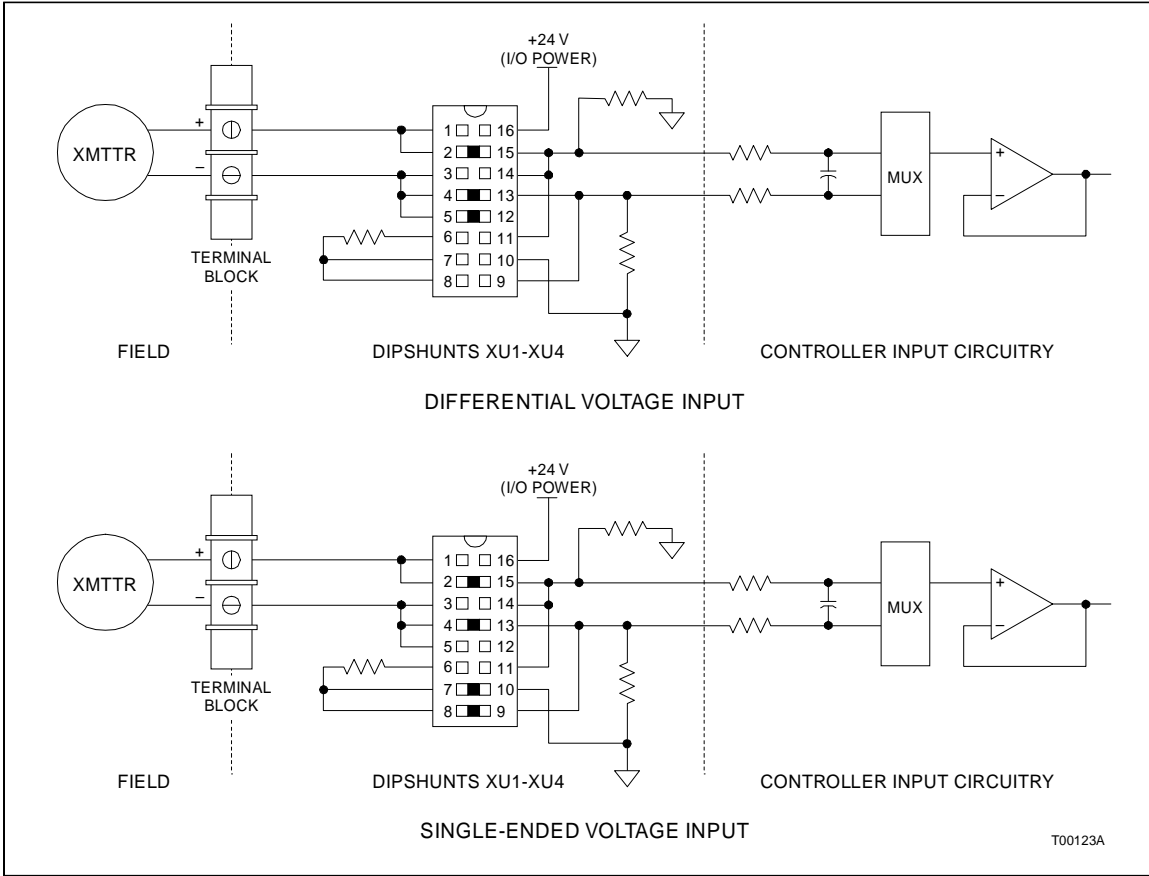 +24 V
(I/O POWER)
XMTTR
+
−
1 16
2 15
3 14
4 13
5 12
6 11
7 10
8 9
MUX
+
−
TERMINAL
BLOCK
FIELD
DIPSHUNTS XU1-XU4
CONTROLLER INPUT CIRCUITRY
DIFFERENTIAL VOLTAGE INPUT
+24 V
(I/O POWER)
XMTTR
+
−
1 16
2 15
3 14
4 13
5 12
6 11
7 10
8 9
MUX
+
−
TERMINAL
BLOCK
FIELD
DIPSHUNTS XU1-XU4
CONTROLLER INPUT CIRCUITRY
SINGLE-ENDED VOLTAGE INPUT
T00123A